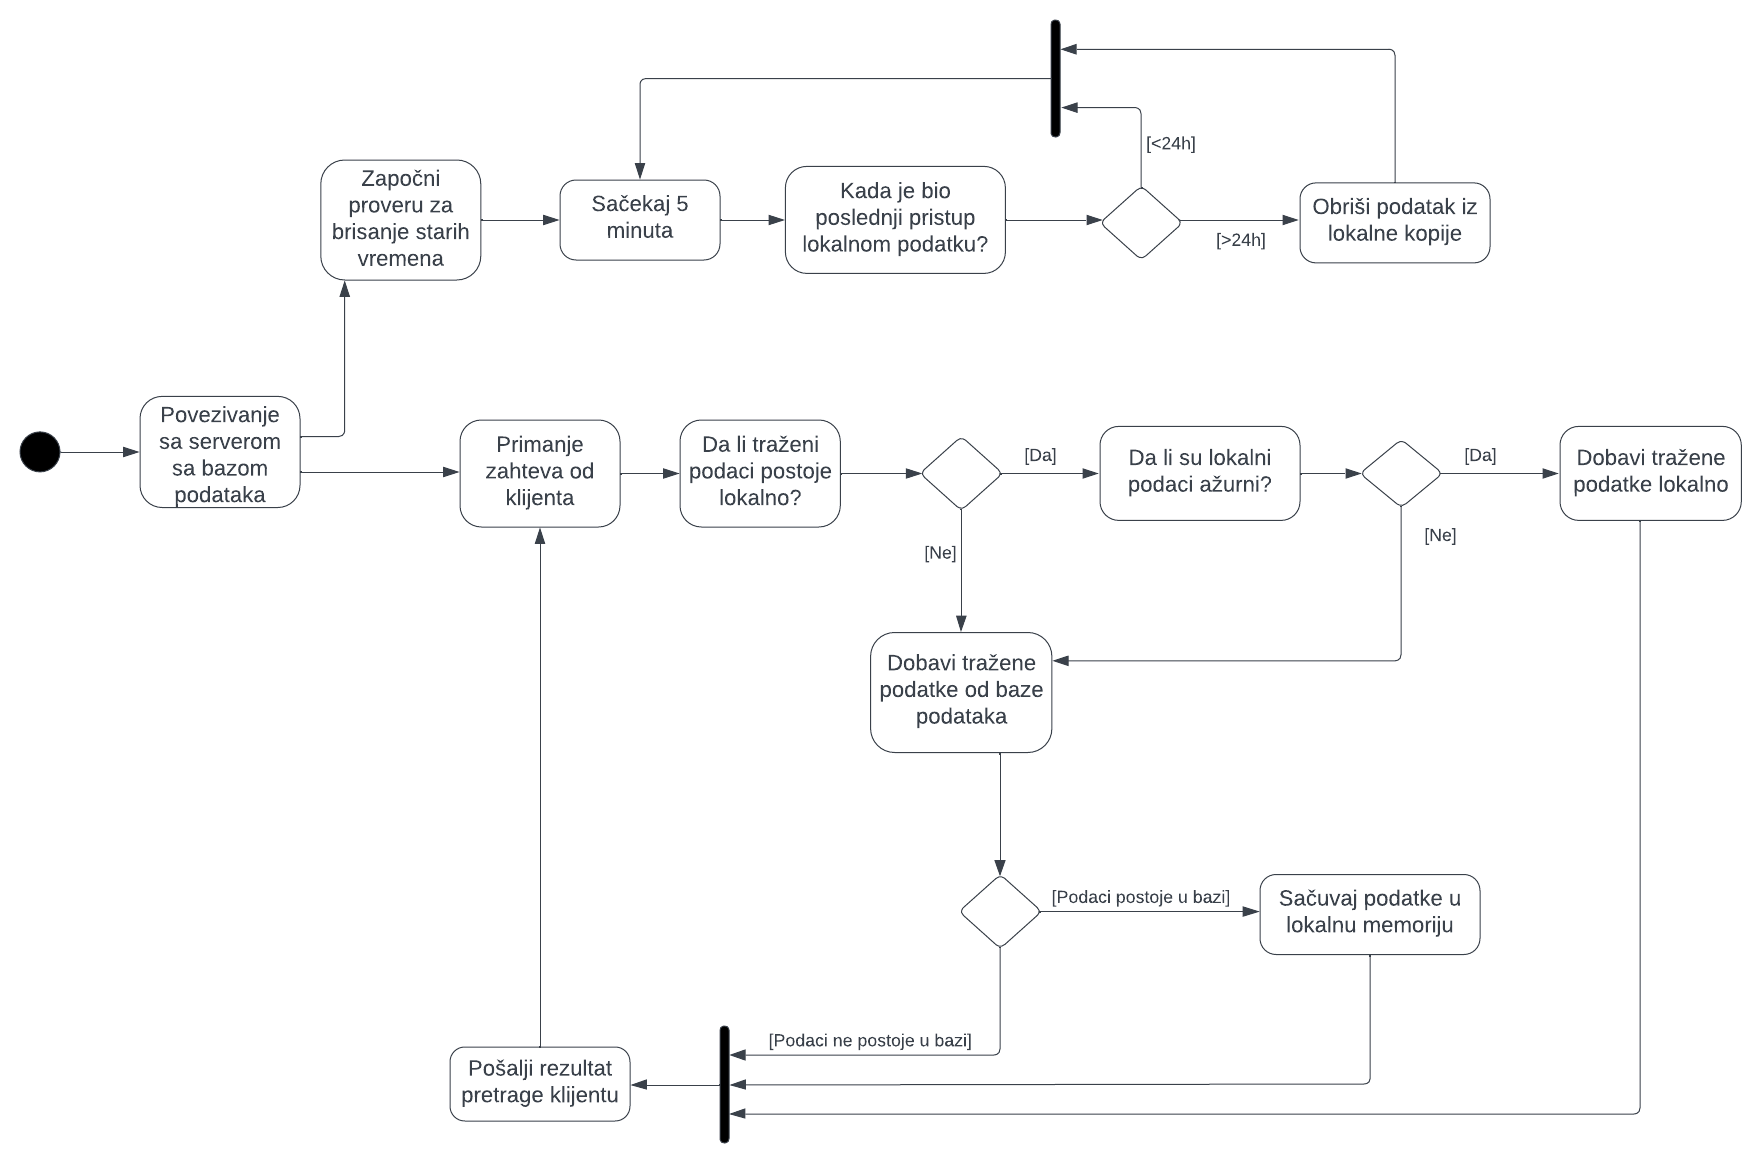 Započni
proveru za
brisanje starih
vremena
Sačekaj 5
minuta
Kada je bio
poslednji pristup
lokalnom podatku?
[<24h]
[>24h]
Obriši podatak iz
lokalne kopije
Povezivanje
sa serverom
sa bazom
podataka
Primanje
zahteva od
klijenta
Da li traženi
podaci postoje
lokalno?
[Da]
[Ne]
Da li su lokalni
podaci ažurni?
[Da]
[Ne]
Dobavi tražene
podatke lokalno
Dobavi tražene
podatke od baze
podataka
[Podaci postoje u bazi]
Sačuvaj podatke u
lokalnu memoriju
[Podaci ne postoje u bazi]
Pošalji rezultat
pretrage klijentu